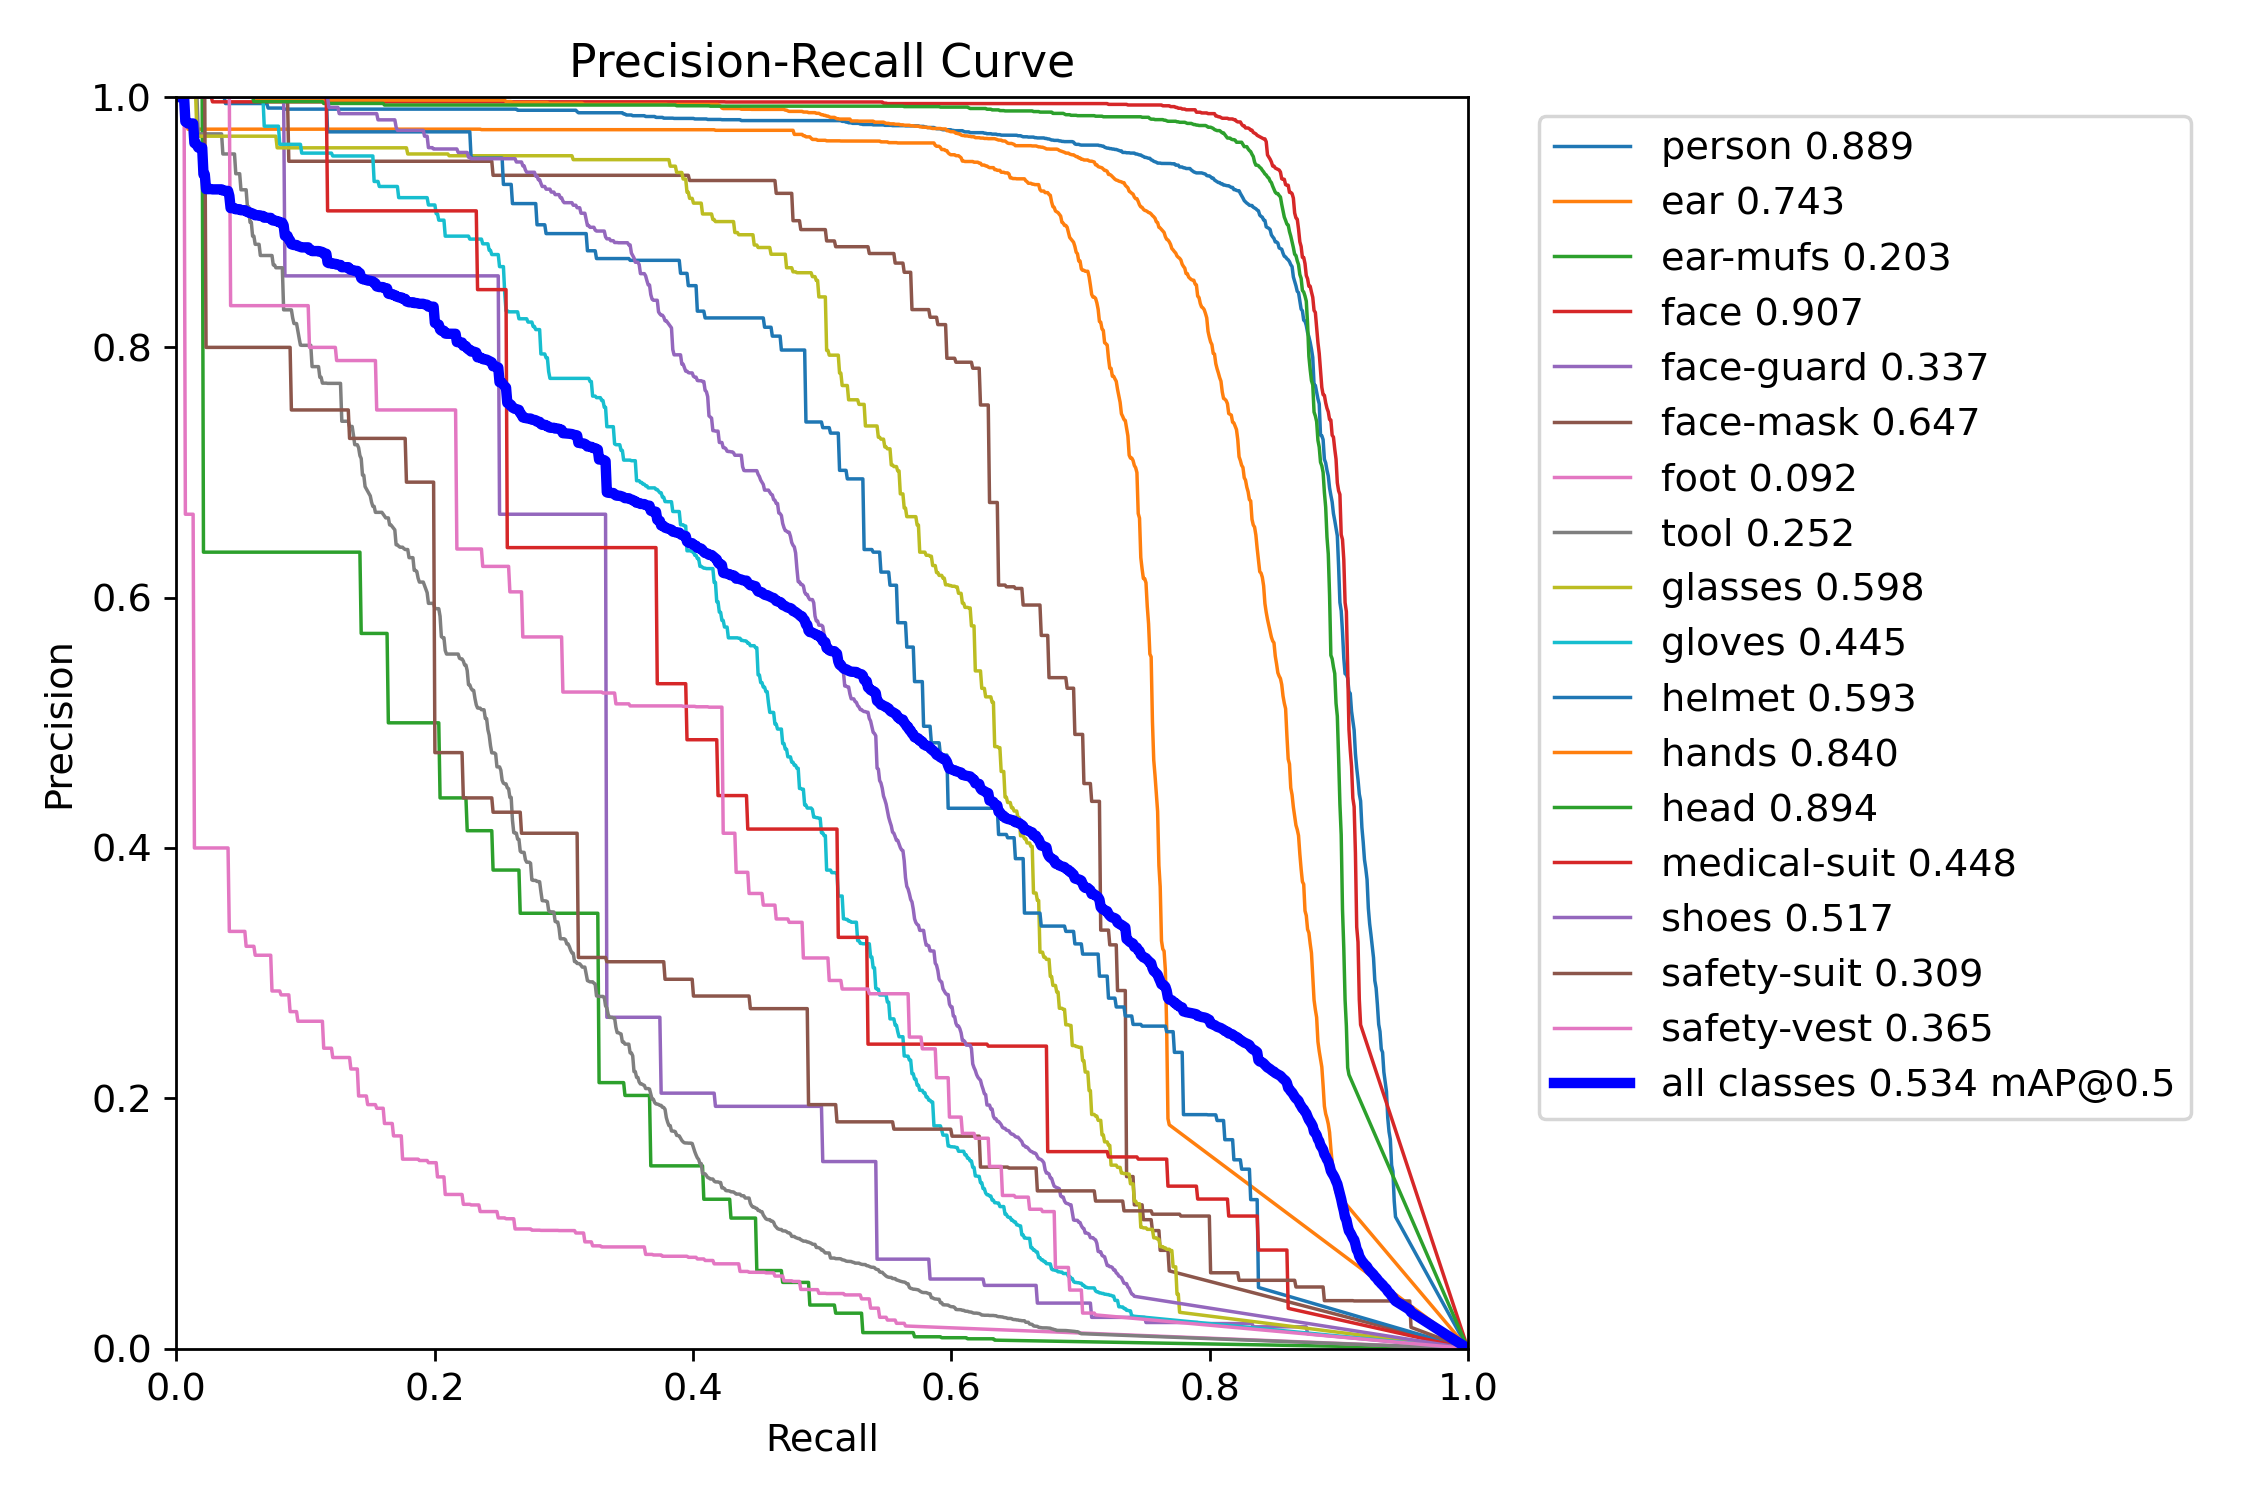 Precision-Recall Curve
1.0
0.8
0.6
0.4
0.2
0.0
Precision
0.0 0.2 0.4 0.6 0.8 1.0
Recall
person 0.889
ear 0.743
ear-mufs 0.203
face 0.907
face-guard 0.337
face-mask 0.647
foot 0.092
tool 0.252
glasses 0.598
gloves 0.445
helmet 0.593
hands 0.840
head 0.894
medical-suit 0.448
shoes 0.517
safety-suit 0.309
safety-vest 0.365
all classes 0.534 mAP@0.5